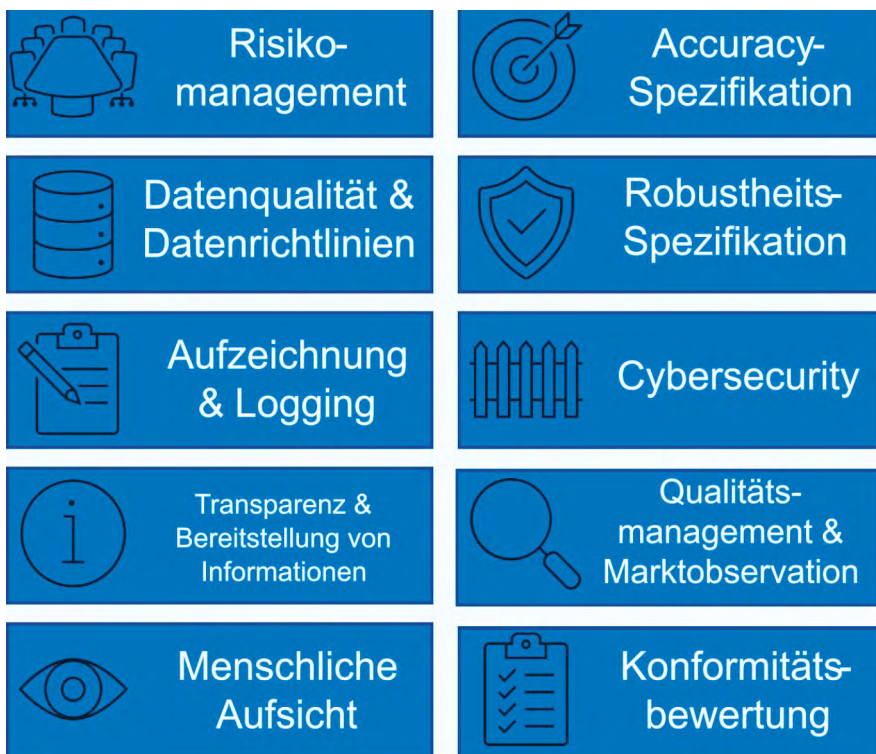 Risiko-
management
Accuracy-
Spezifikation
Datenqualität &
Datenrichtlinien
Robustheits-
Spezifikation
Aufzeichnung
& Logging
Cybersecurity
Transparenz &
Bereitstellung von
Informationen
Qualitäts-
management &
Marktobservation
Menschliche
Aufsicht
Konformitäts-
bewertung